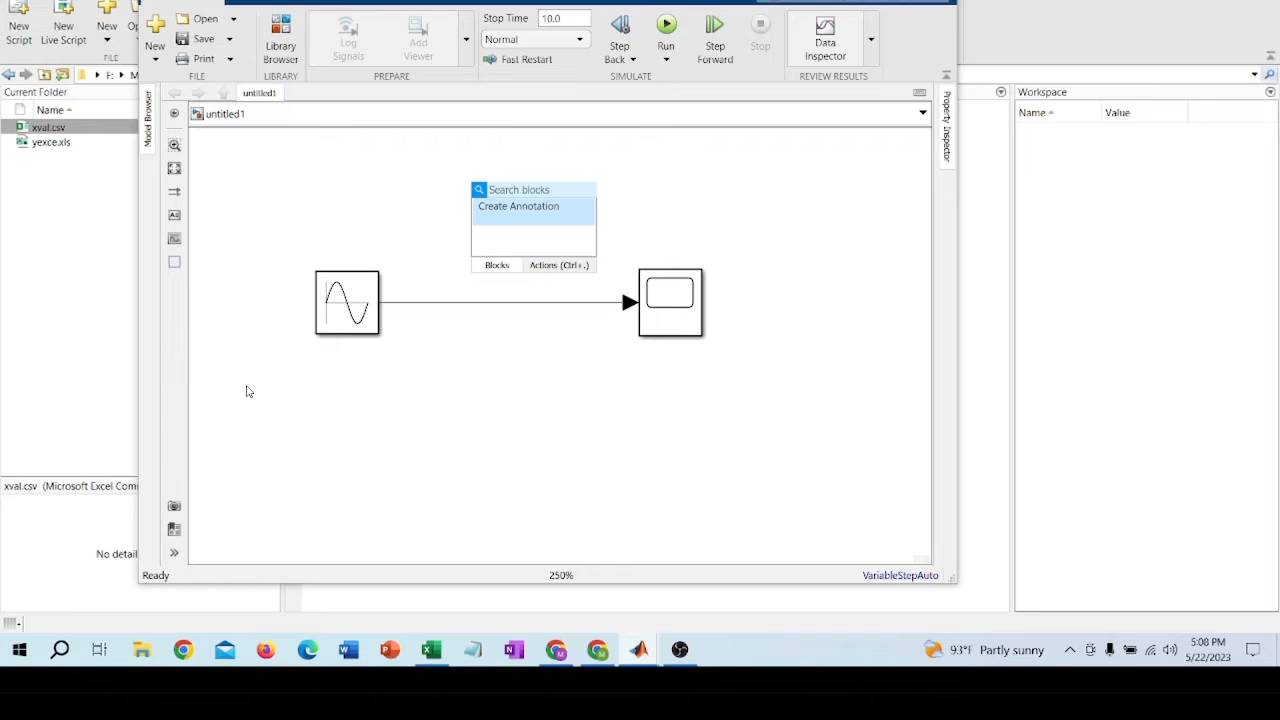 New
Script
New
Live Script
New
FILE
New
Open
Save
Print
FILE
Library
Browser
LIBRARY
Log
Signals
Add
Viewer
PREPARE
Stop Time
10.0
Normal
Fast Restart
Step
Back
Run
Step
Forward
Stop
SIMULATE
Data
Inspector
REVIEW RESULTS
F:
Current Folder
Name
xval.csv
yexce.xls
xval.csv (Microsoft Excel Com
No detail
Model Browser
untitled1
untitled1
Search blocks
Create Annotation
Blocks
Actions (Ctrl+.)
Property Inspector
Ready
250%
VariableStepAuto
Workspace
Name
Value
93°F Partly sunny
5:08 PM
5/22/2023